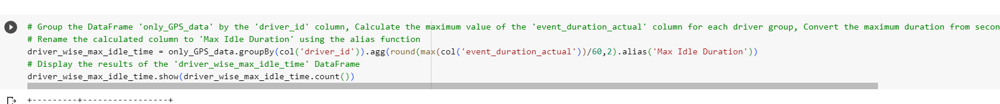 # Group the DataFrame 'only_GPS_data' by the 'driver_id' column, Calculate the maximum value of the 'event_duration_actual' column for each driver group, Convert the maximum duration from secon
# Rename the calculated column to 'Max Idle Duration' using the alias function
driver_wise_max_idle_time = only_GPS_data.groupBy(col('driver_id')).agg(round(max(col('event_duration_actual'))/60,2).alias('Max Idle Duration'))
# Display the results of the 'driver_wise_max_idle_time' DataFrame
driver_wise_max_idle_time.show(driver_wise_max_idle_time.count())
+---------+-----------------+